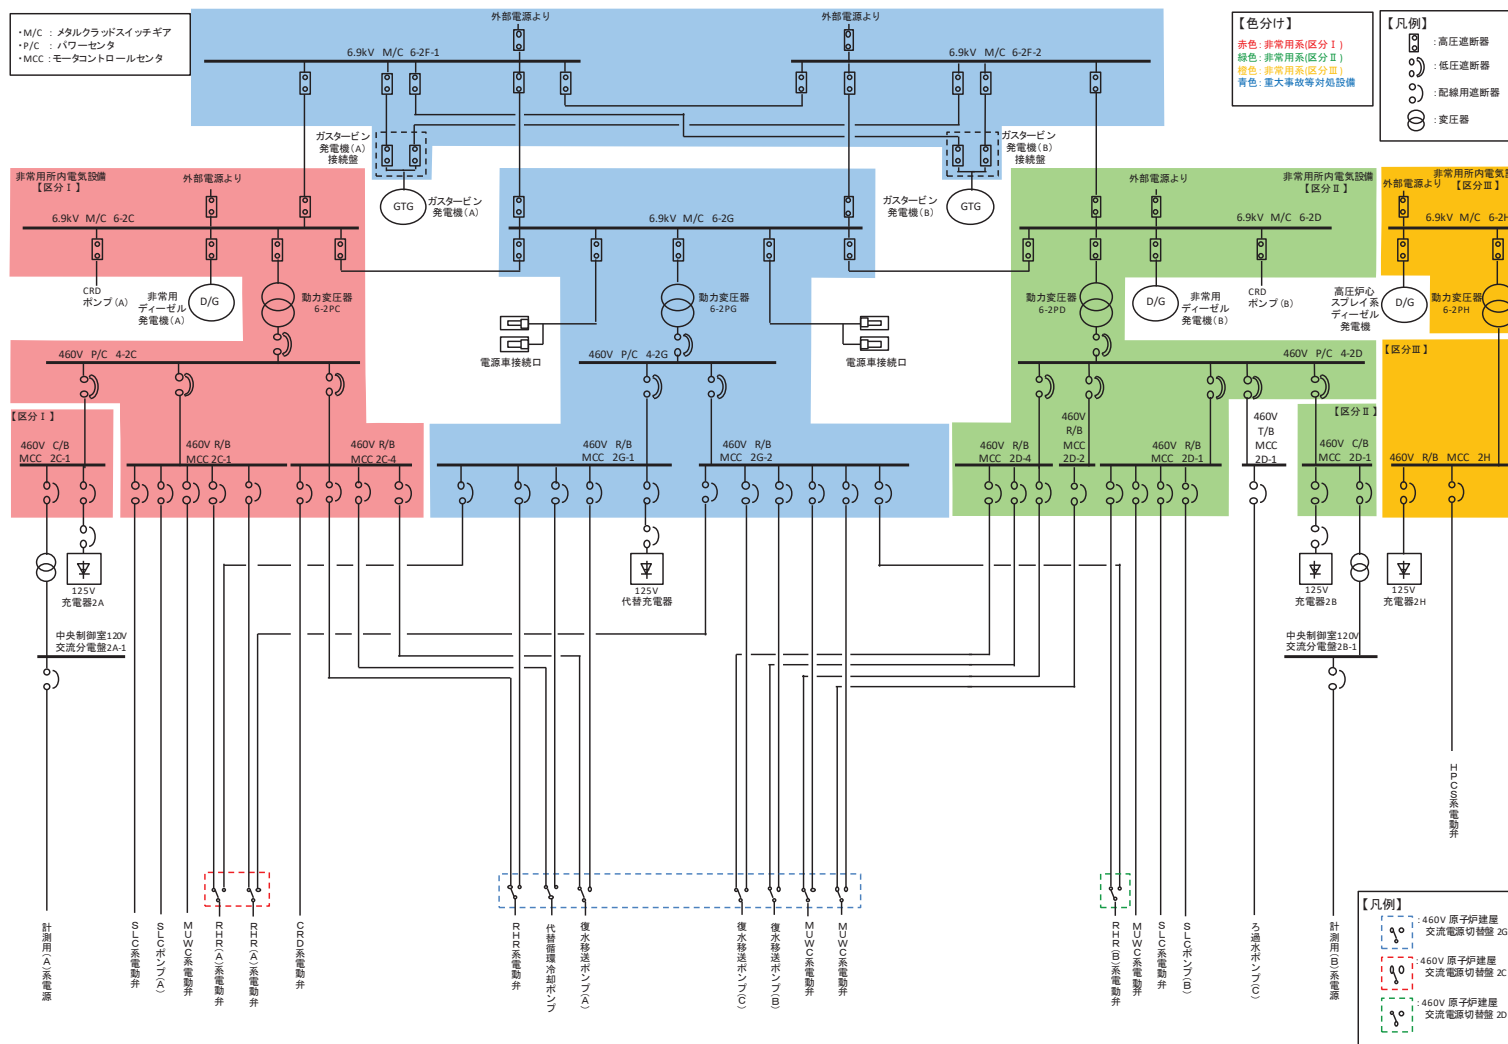 ・M/C ：メタルクラッドスイッチギア
・P/C ：パワーセンタ
・MCC：モータコントロールセンタ
外部電源より
6.9kV M/C 6-2F-1
外部電源より
6.9kV M/C 6-2F-2
【色分け】
赤色：非常用系(区分Ⅰ)
緑色：非常用系(区分Ⅱ)
橙色：非常用系(区分Ⅲ)
青色：重大事故等対処設備
【凡例】
：高圧遮断器
：低圧遮断器
：配線用遮断器
：変圧器
ガスタービン
発電機(A)
接続盤
ガスタービン
発電機(B)
接続盤
GTG
ガスタービン
発電機(A)
ガスタービン
発電機(B)
GTG
非常用所内電気設備
【区分Ⅰ】
外部電源より
6.9kV M/C 6-2C
6.9kV M/C 6-2G
外部電源より
非常用所内電気設備
【区分Ⅱ】
6.9kV M/C 6-2D
非常用所内電気設
外部電源より
【区分Ⅲ】
6.9kV M/C 6-2H
CRD
ポンプ(A)
非常用
ディーゼル
発電機(A)
D/G
動力変圧器
6-2PC
動力変圧器
6-2PG
動力変圧器
6-2PD
D/G
非常用
ディーゼル
発電機(B)
CRD
ポンプ(B)
高圧炉心
スプレイ系
ディーゼル
発電機
D/G
動力変圧器
6-2PH
電源車接続口
電源車接続口
460V P/C 4-2C
460V P/C 4-2G
460V P/C 4-2D
【区分Ⅲ】
【区分Ⅰ】
【区分Ⅱ】
460V C/B
MCC 2C-1
460V R/B
MCC 2C-1
460V R/B
MCC 2C-4
460V R/B
MCC 2G-1
460V R/B
MCC 2G-2
460V R/B
MCC 2D-4
460V
R/B
MCC
2D-2
460V R/B
MCC 2D-1
460V
T/B
MCC
2D-1
460V C/B
MCC 2D-1
460V R/B MCC 2H
125V
充電器2A
125V
代替充電器
125V
充電器2B
125V
充電器2H
中央制御室120V
交流分電盤2A-1
中央制御室120V
交流分電盤2B-1
計測用(A)系電源
SLC系電動弁
SLCポンプ(A)
MUWC系電動弁
RHR(A)系電動弁
RHR(A)系電動弁
CRD系電動弁
RHR系電動弁
代替循環冷却ポンプ
復水移送ポンプ(A)
復水移送ポンプ(C)
復水移送ポンプ(B)
MUWC系電動弁
MUWC系電動弁
RHR(B)系電動弁
MUWC系電動弁
SLC系電動弁
SLCポンプ(B)
ろ過水ポンプ(C)
計測用(B)系電源
HPCS系電動弁
【凡例】
：460V 原子炉建屋
交流電源切替盤 2G
：460V 原子炉建屋
交流電源切替盤 2C
：460V 原子炉建屋
交流電源切替盤 2D